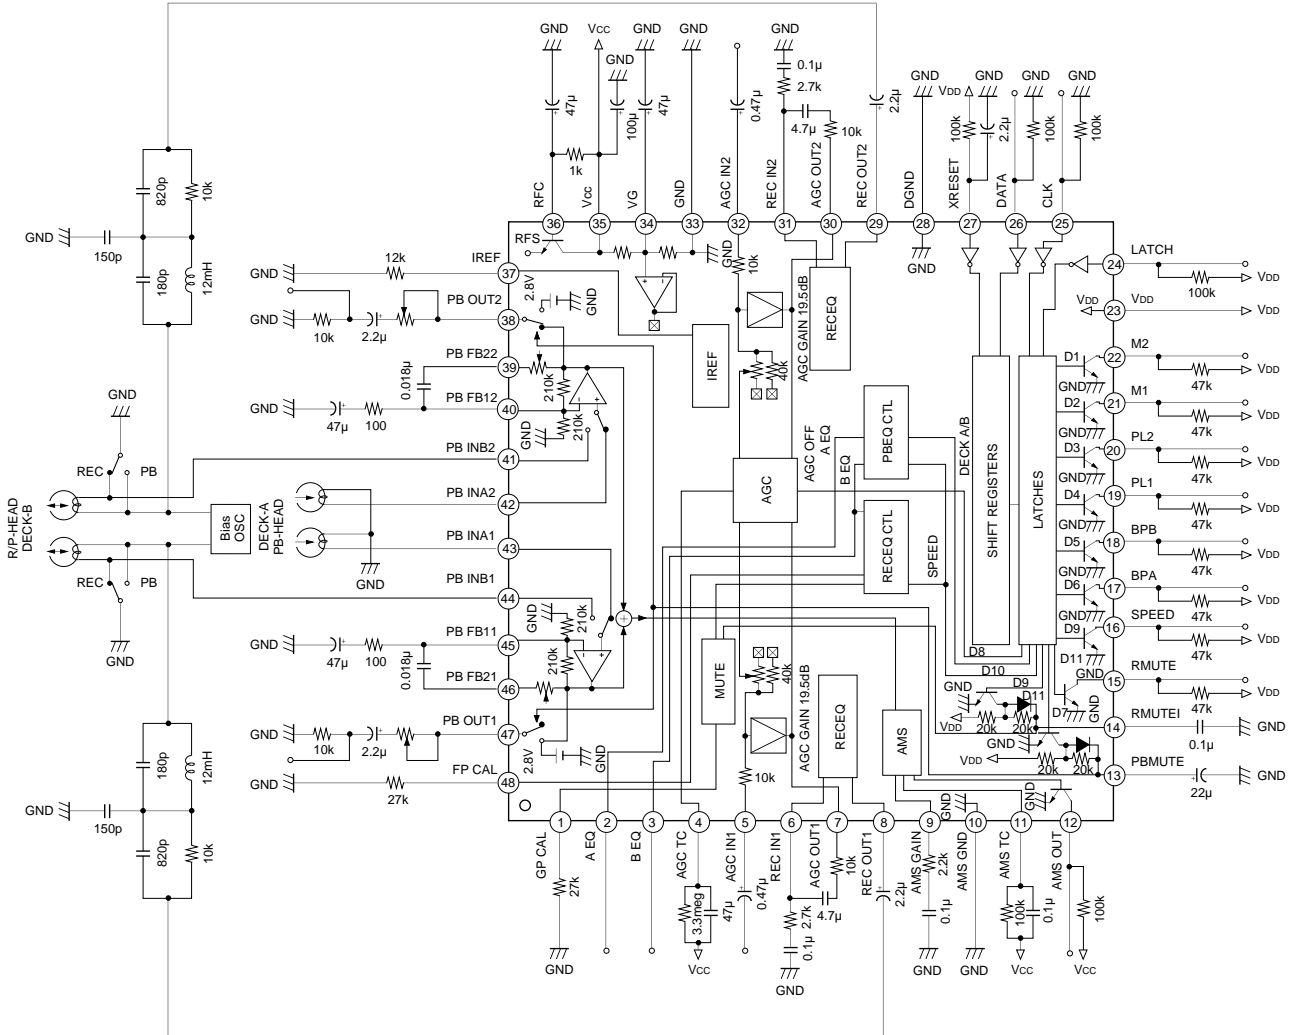 GND
Vcc
GND
GND
GND
GND
47µ
100µ
47µ
0.47µ
0.1µ
2.7k
4.7µ
10k
2.2µ
1k
GND
VDD
GND
GND
GND
100k
2.2µ
100k
100k
RFC
Vcc
VG
GND
AGC IN2
REC IN2
AGC OUT2
REC OUT2
DGND
XRESET
DATA
CLK
36
35
34
33
32
31
30
29
28
27
26
25
820p
10k
GND
150p
180p
12mH
GND
12k
IREF
37
GND
10k
2.2µ
PB OUT2
38
0.018µ
PB FB22
39
GND
47µ
100
PB FB12
40
PB INB2
41
PB INA2
42
PB INA1
43
PB INB1
44
GND
47µ
100
0.018µ
PB FB11
45
PB FB21
46
10k
2.2µ
PB OUT1
47
GND
27k
FP CAL
48
GND
REC
PB
R/P-HEAD
DECK-B
Bias
OSC
DECK-A
PB-HEAD
GND
REC
PB
GND
180p
12mH
GND
150p
820p
10k
RFS
2.8V
GND
210k
210k
GND
GND
10k
AGC GAIN 19.5dB
RECEQ
40k
IREF
AGC
AGC OFF
A EQ
B EQ
PBEQ CTL
RECEQ CTL
SPEED
DECK A/B
SHIFT REGISTERS
LATCHES
GND
GND
210k
210k
2.8V
GND
MUTE
40k
AGC GAIN 19.5dB
10k
RECEQ
AMS
D8
D10
D9
D11
GND
VDD
20k
20k
GND
VDD
20k
20k
GND
GND
D1
GND
D2
GND
D3
GND
D4
GND
D5
GND
D6
GND
D9
D11
GND
D7
GND
24
LATCH
100k
VDD
VDD
23
VDD
VDD
22
M2
47k
VDD
21
M1
47k
VDD
20
PL2
47k
VDD
19
PL1
47k
VDD
18
BPB
47k
VDD
17
BPA
47k
VDD
16
SPEED
47k
VDD
15
RMUTE
47k
VDD
14
RMUTEI
0.1µ
GND
13
PBMUTE
22µ
GND
1
2
3
4
5
6
7
8
9
10
11
12
GP CAL
A EQ
B EQ
AGC TC
AGC IN1
REC IN1
AGC OUT1
REC OUT1
AMS GAIN
AMS GND
AMS TC
AMS OUT
27k
GND
3.3meg
47µ
Vcc
0.47µ
2.7k
0.1µ
GND
4.7µ
10k
2.2µ
2.2k
0.1µ
GND
GND
100k
0.1µ
Vcc
100k
Vcc